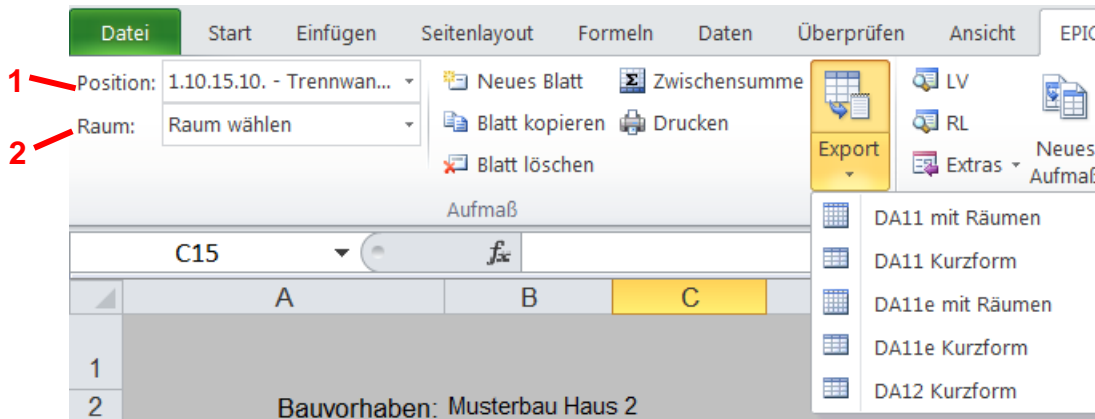 Datei Start Einfügen Seitenlayout Formeln Daten Überprüfen Ansicht EPIC
1 Position: 1.10.15.10. - Trennwan... Neues Blatt Σ Zwischensumme LV
2 Raum: Raum wählen Blatt kopieren Drucken RL
Blatt löschen Export Extras Neues Aufmaß
Aufmaß
DA11 mit Räumen
C15 fx
DA11 Kurzform
A B C
DA11e mit Räumen
DA11e Kurzform
1
DA12 Kurzform
2 Bauvorhaben: Musterbau Haus 2